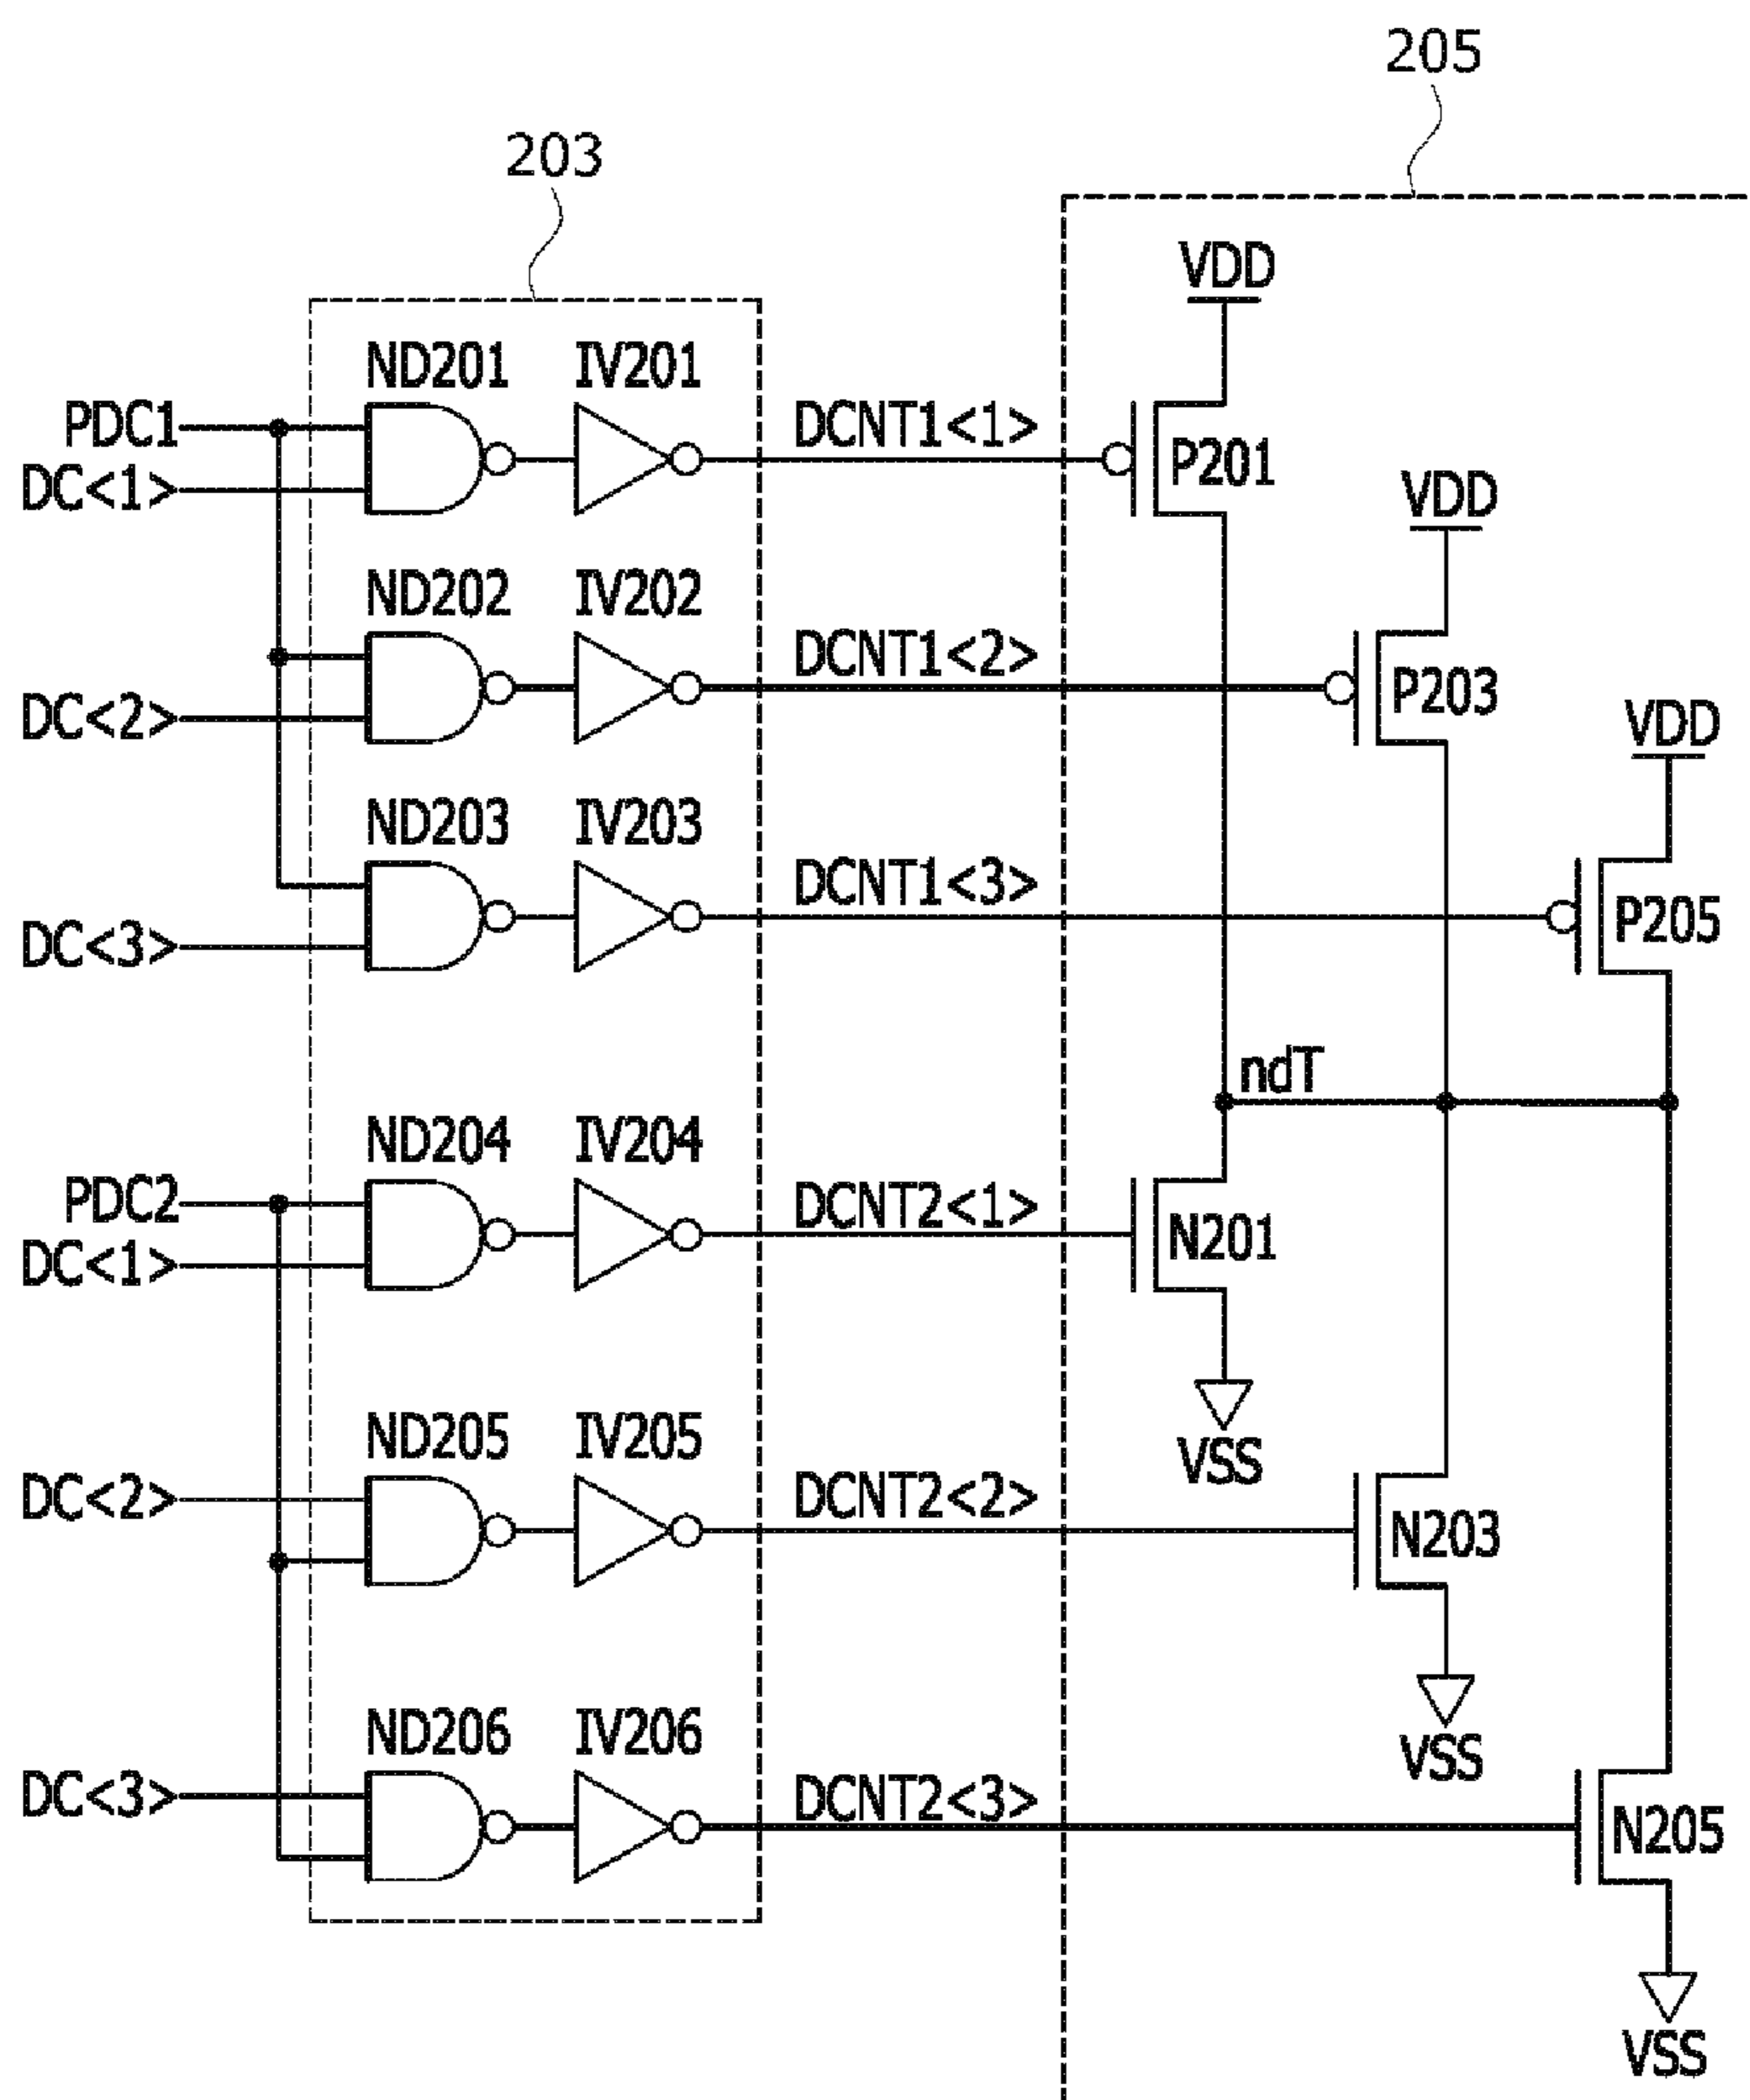 205
203
VDD
ND201 IV201
PDC1
DCNT1<1>
P201
DC<1>
VDD
ND202 IV202
DCNT1<2>
P203
DC<2>
VDD
ND203 IV203
DCNT1<3>
P205
DC<3>
ndT
ND204 IV204
PDC2
DCNT2<1>
N201
DC<1>
VSS
ND205 IV205
DC<2>
DCNT2<2>
N203
VSS
ND206 IV206
DC<3>
DCNT2<3>
N205
VSS